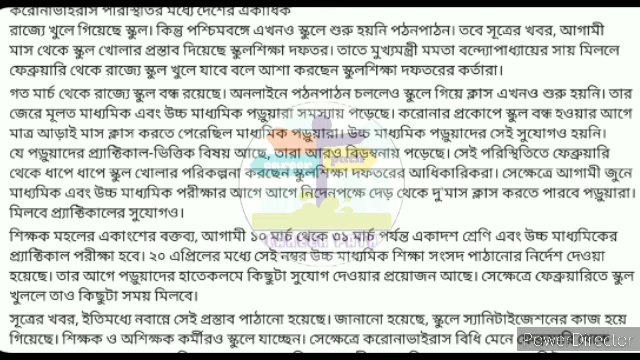 করোনাভাইরাস পরিস্থিতির মধ্যে দেশের একাধিক
রাজ্যে খুলে গিয়েছে স্কুল। কিন্তু পশ্চিমবঙ্গে এখনও স্কুলে শুরু হয়নি পঠনপাঠন। তবে সূত্রের খবর, আগামী
মাস থেকে স্কুল খোলার প্রস্তাব দিয়েছে স্কুলশিক্ষা দফতর। তাতে মুখ্যমন্ত্রী মমতা বন্দ্যোপাধ্যায়ের সায় মিললে
ফেব্রুয়ারি থেকে রাজ্যে স্কুল খুলে যাবে বলে আশা করছেন স্কুলশিক্ষা দফতরের কর্তারা।
গত মার্চ থেকে রাজ্যে স্কুল বন্ধ রয়েছে। অনলাইনে পঠনপাঠন চললেও স্কুলে গিয়ে ক্লাস এখনও শুরু হয়নি। তার
জেরে মূলত মাধ্যমিক এবং উচ্চ মাধ্যমিক পড়ুয়ারা সমস্যায় পড়েছে। করোনার প্রকোপে স্কুল বন্ধ হওয়ার আগে
মাত্র আড়াই মাস ক্লাস করতে পেরেছিল মাধ্যমিক পড়ুয়ারা। উচ্চ মাধ্যমিক পড়ুয়াদের সেই সুযোগও হয়নি।
যে পড়ুয়াদের প্র্যাক্টিকাল-ভিত্তিক বিষয় আছে, তারা আরও বিড়ম্বনায় পড়েছে। সেই পরিস্থিতিতে ফেব্রুয়ারি
থেকে ধাপে ধাপে স্কুল খোলার পরিকল্পনা করছেন স্কুলশিক্ষা দফতরের আধিকারিকরা। সেক্ষেত্রে আগামী জুনে
মাধ্যমিক এবং উচ্চ মাধ্যমিক পরীক্ষার আগে আগে নিদেনপক্ষে দেড় থেকে দু'মাস ক্লাস করতে পারবে পড়ুয়ারা।
মিলবে প্র্যাক্টিকালের সুযোগও।
শিক্ষক মহলের একাংশের বক্তব্য, আগামী ১০ মার্চ থেকে ৩১ মার্চ পর্যন্ত একাদশ শ্রেণি এবং উচ্চ মাধ্যমিকের
প্র্যাক্টিকাল পরীক্ষা হবে। ২০ এপ্রিলের মধ্যে সেই নম্বর উচ্চ মাধ্যমিক শিক্ষা সংসদ পাঠানোর নির্দেশ দেওয়া
হয়েছে। তার আগে পড়ুয়াদের হাতেকলমে কিছুটা সুযোগ দেওয়ার প্রয়োজন আছে। সেক্ষেত্রে ফেব্রুয়ারিতে স্কুল
খুললে তাও কিছুটা সময় মিলবে।
সূত্রের খবর, ইতিমধ্যে নবান্নে সেই প্রস্তাব পাঠানো হয়েছে। জানানো হয়েছে, স্কুলে স্যানিটাইজেশনের কাজ হয়ে
গিয়েছে। শিক্ষক ও অশিক্ষক কর্মীরাও স্কুলে যাচ্ছেন। সেক্ষেত্রে করোনাভাইরাস বিধি মেনে
PowerDirector